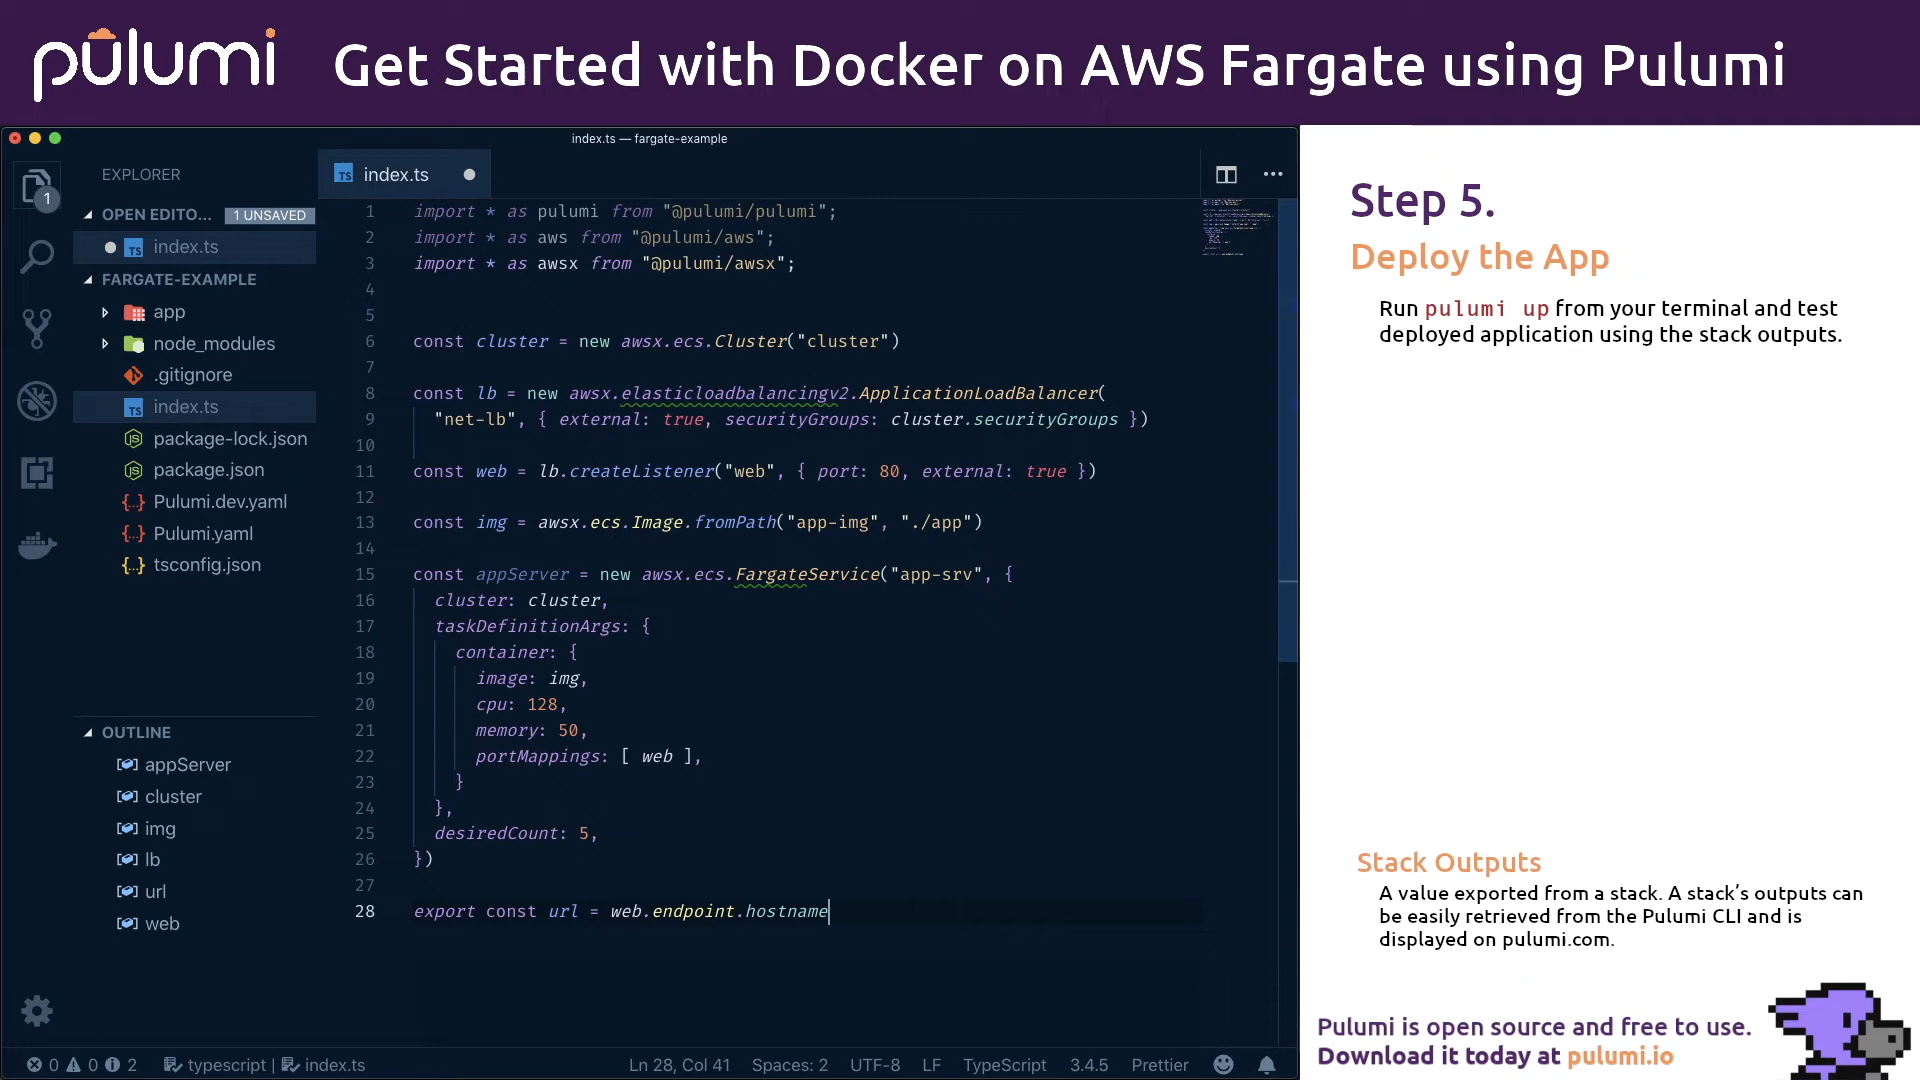 pulumi
Get Started with Docker on AWS Fargate using Pulumi
index.ts — fargate-example
EXPLORER
1
OPEN EDITO... 1 UNSAVED
TS index.ts
FARGATE-EXAMPLE
app
node_modules
.gitignore
TS index.ts
JS package-lock.json
JS package.json
{..} Pulumi.dev.yaml
{..} Pulumi.yaml
{..} tsconfig.json
OUTLINE
appServer
cluster
img
lb
url
web
TS index.ts
1 import * as pulumi from "@pulumi/pulumi";
2 import * as aws from "@pulumi/aws";
3 import * as awsx from "@pulumi/awsx";
4
5
6 const cluster = new awsx.ecs.Cluster("cluster")
7
8 const lb = new awsx.elasticloadbalancingv2.ApplicationLoadBalancer(
9 "net-lb", { external: true, securityGroups: cluster.securityGroups })
10
11 const web = lb.createListener("web", { port: 80, external: true })
12
13 const img = awsx.ecs.Image.fromPath("app-img", "./app")
14
15 const appServer = new awsx.ecs.FargateService("app-srv", {
16 cluster: cluster,
17 taskDefinitionArgs: {
18 container: {
19 image: img,
20 cpu: 128,
21 memory: 50,
22 portMappings: [ web ],
23 }
24 },
25 desiredCount: 5,
26 })
27
28 export const url = web.endpoint.hostname
0 0 2 typescript | index.ts Ln 28, Col 41 Spaces: 2 UTF-8 LF TypeScript 3.4.5 Prettier
Step 5.
Deploy the App
Run pulumi up from your terminal and test
deployed application using the stack outputs.
Stack Outputs
A value exported from a stack. A stack’s outputs can
be easily retrieved from the Pulumi CLI and is
displayed on pulumi.com.
Pulumi is open source and free to use.
Download it today at pulumi.io